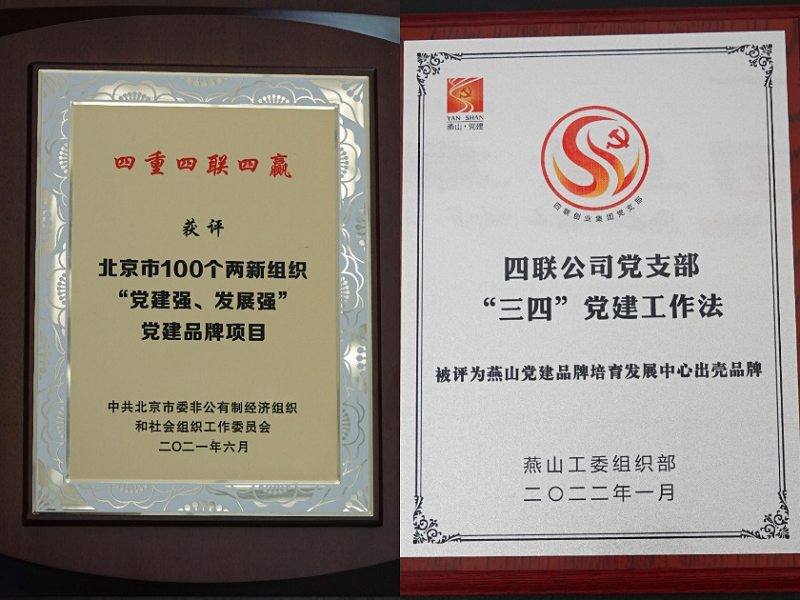 四重四联四赢
获评
北京市100个两新组织
“党建强、发展强”
党建品牌项目
中共北京市委非公有制经济组织
和社会组织工作委员会
二〇二一年六月
YAN SHAN
燕山·党建
四联创业集团党支部
四联公司党支部
“三四”党建工作法
被评为燕山党建品牌培育发展中心出壳品牌
燕山工委组织部
二〇二二年一月